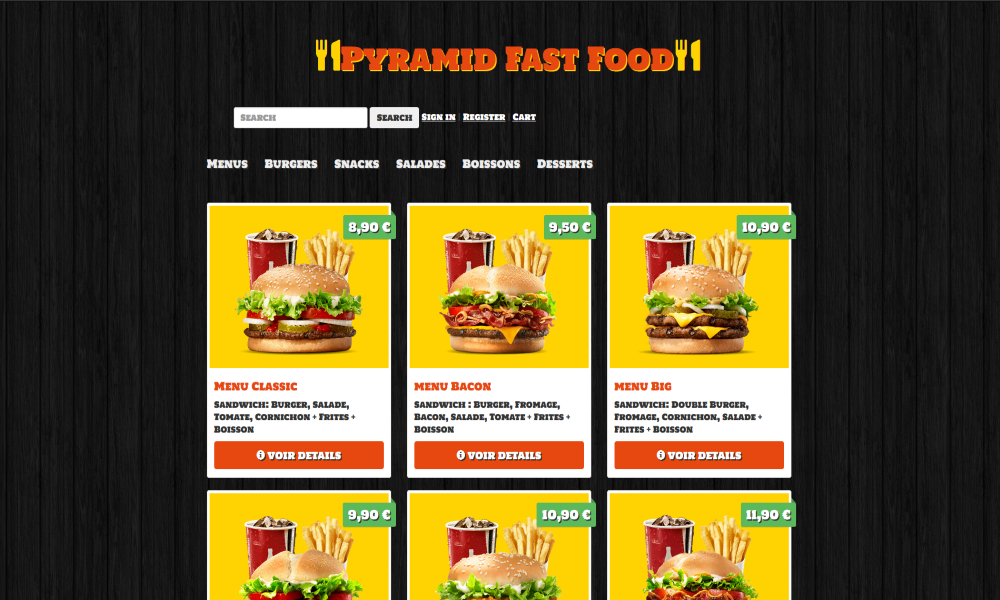 Pyramid Fast Food
Search Search Sign in Register Cart
Menus Burgers Snacks Salades Boissons Desserts
8,90 € 9,50 € 10,90 €
Menu Classic
Sandwich: Burger, Salade,
Tomate, Cornichon + Frites +
Boisson
VOIR DETAILS
menu Bacon
Sandwich : Burger, Fromage,
Bacon, Salade, Tomate + Frites +
Boisson
VOIR DETAILS
menu Big
Sandwich: Double Burger,
Fromage, Cornichon, Salade +
Frites + Boisson
VOIR DETAILS
9,90 € 10,90 € 11,90 €